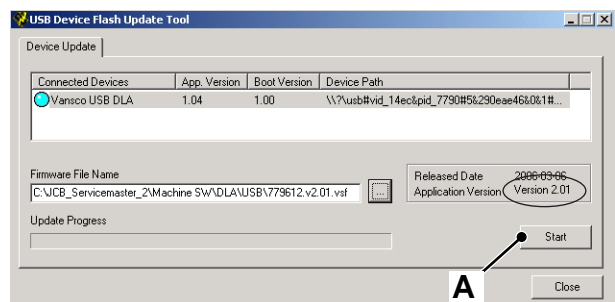 USB Device Flash Update Tool
Device Update
Connected Devices App. Version Boot Version Device Path
Vansco USB DLA 1.04 1.00 \\?\usb#vid_14ec&pid_7790#5&290eae46&0&1#...
Firmware File Name
C:\JCB_Servicemaster_2\Machine SW\DLA\USB\779612.v2.01.vsf ...
Released Date 2006-03-06
Application Version Version 2.01
Update Progress
Start
A
Close